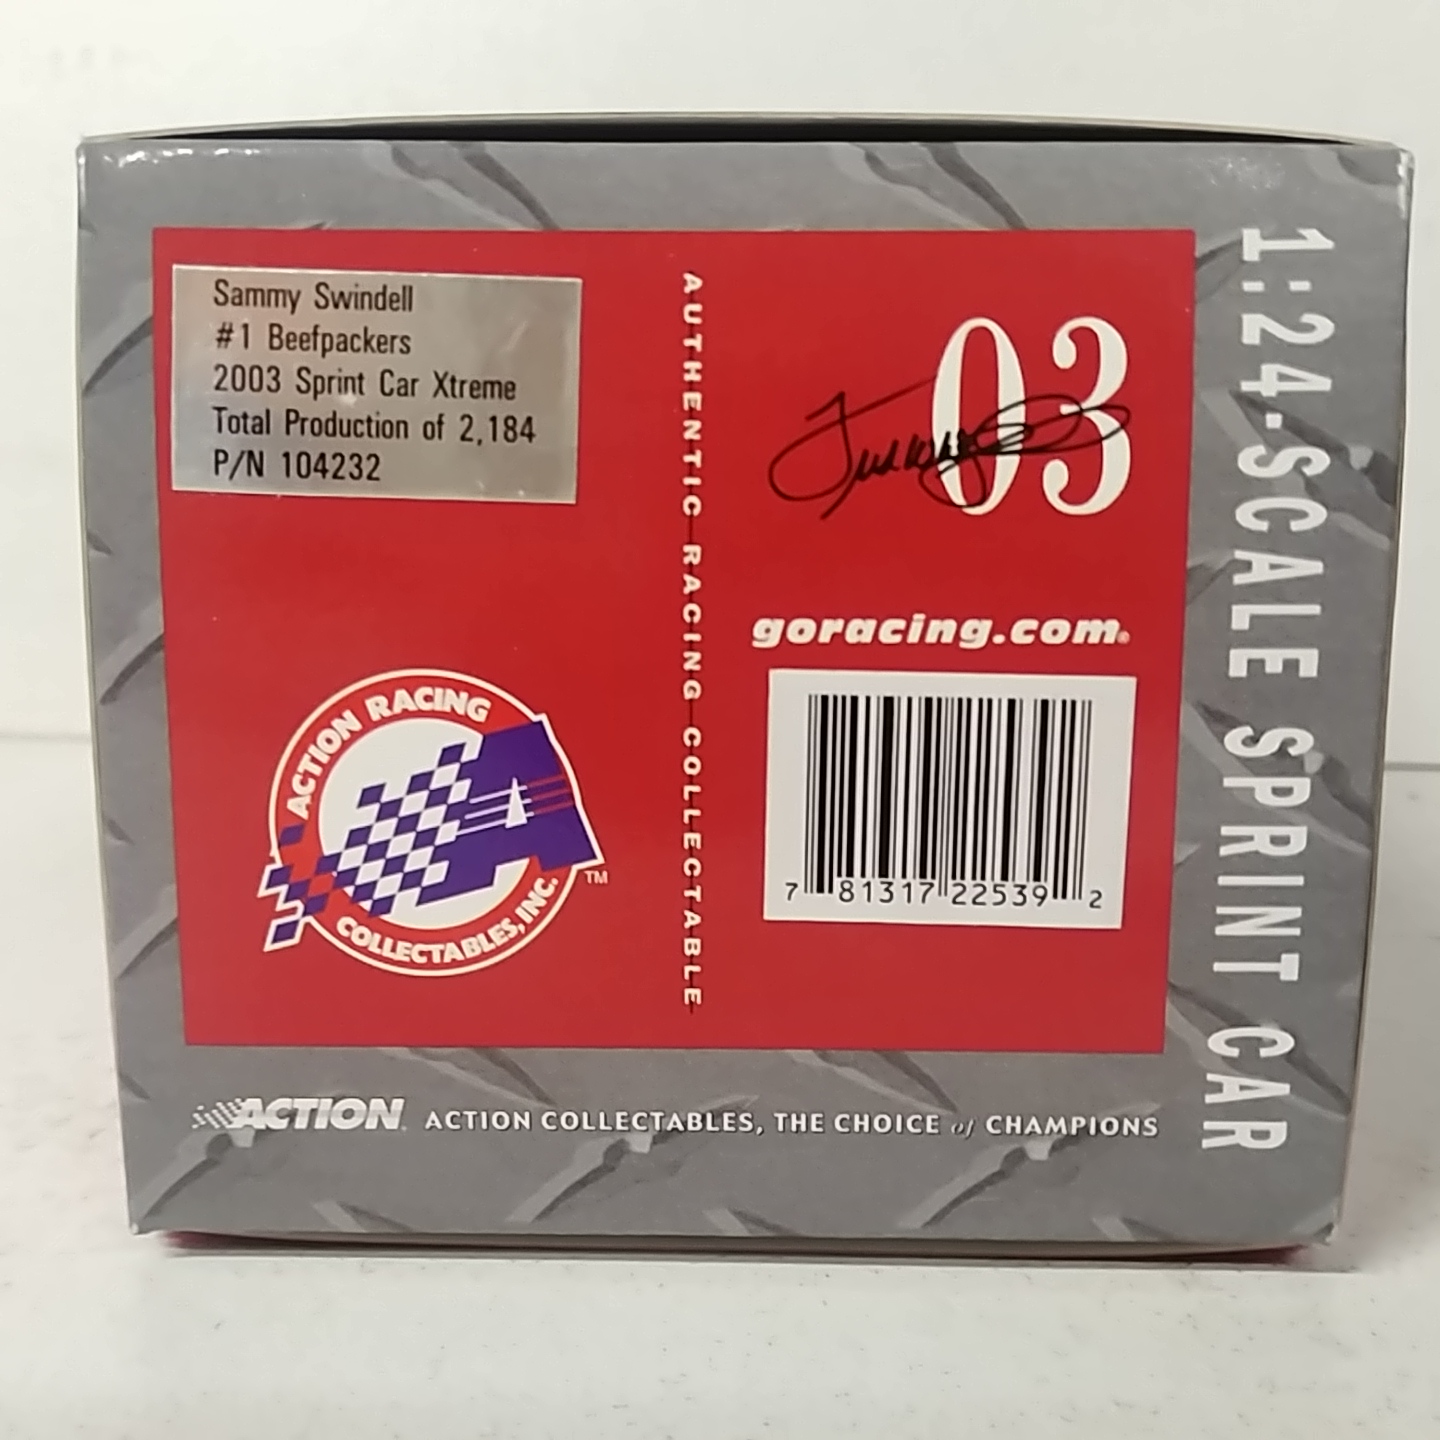 Sammy Swindell
#1 Beefpackers
2003 Sprint Car Xtreme
Total Production of 2,184
P/N 104232
AUTHENTIC RACING COLLECTABLE
03
goracing.com®
7 81317 22539 2
ACTION RACING
COLLECTABLES, INC.
TM
ACTION ACTION COLLECTABLES, THE CHOICE of CHAMPIONS
1:24-SCALE SPRINT CAR